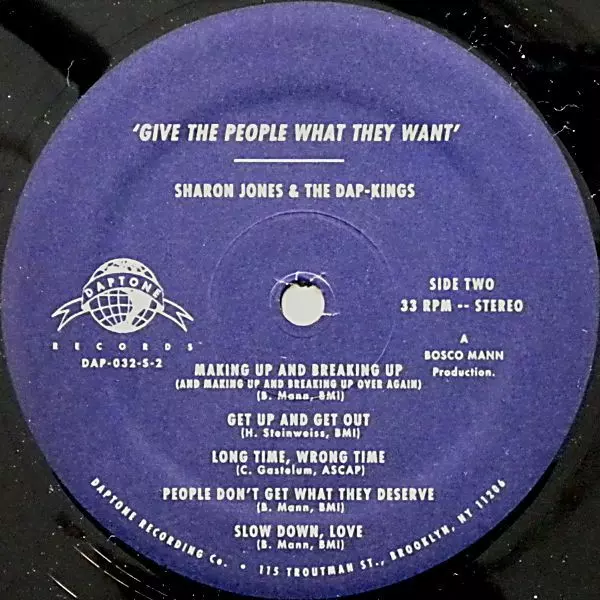 'GIVE THE PEOPLE WHAT THEY WANT'
SHARON JONES & THE DAP-KINGS
DAPTONE
RECORDS
DAP-032-S-2
SIDE TWO
33 RPM -- STEREO
A
BOSCO MANN
Production.
MAKING UP AND BREAKING UP
(AND MAKING UP AND BREAKING UP OVER AGAIN)
(B. Mann, BMI)
GET UP AND GET OUT
(H. Steinweiss, BMI)
LONG TIME, WRONG TIME
(C. Gastelum, ASCAP)
PEOPLE DON'T GET WHAT THEY DESERVE
(B. Mann, BMI)
SLOW DOWN, LOVE
(B. Mann, BMI)
DAPTONE RECORDING Co. • 115 TROUTMAN ST., BROOKLYN, NY 11206